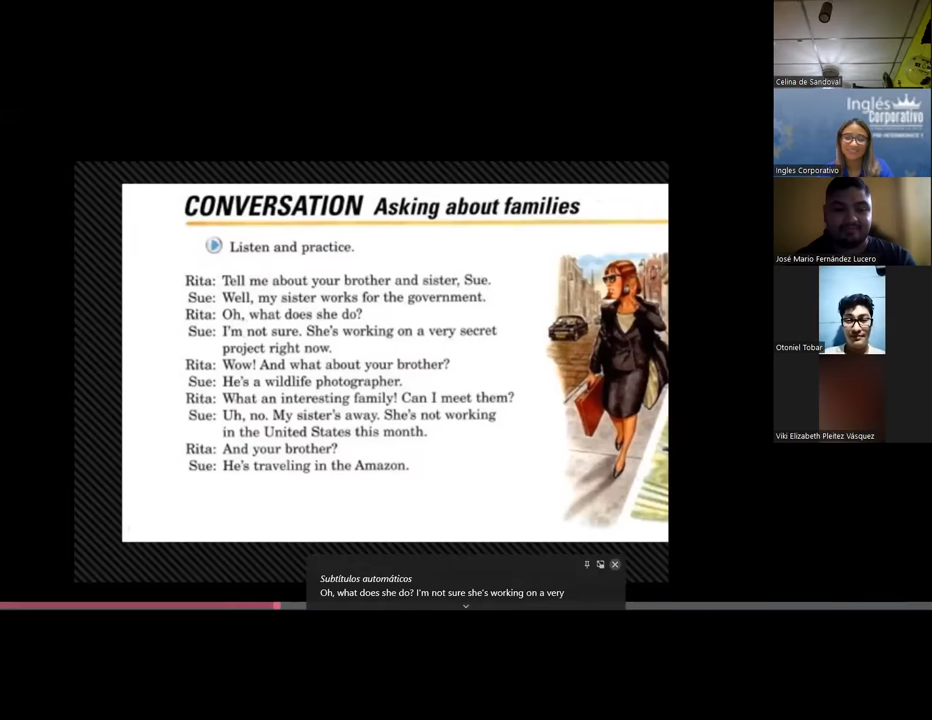 CONVERSATION Asking about families
Listen and practice.
Rita: Tell me about your brother and sister, Sue.
Sue: Well, my sister works for the government.
Rita: Oh, what does she do?
Sue: I'm not sure. She's working on a very secret
project right now.
Rita: Wow! And what about your brother?
Sue: He's a wildlife photographer.
Rita: What an interesting family! Can I meet them?
Sue: Uh, no. My sister's away. She's not working
in the United States this month.
Rita: And your brother?
Sue: He's traveling in the Amazon.
Subtítulos automáticos
Oh, what does she do? I'm not sure she's working on a very
Celina de Sandoval
Inglés
Corporativo
PRE-INTERMEDIATE 1
Ingles Corporativo
José Mario Fernández Lucero
Otoniel Tobar
Viki Elizabeth Pleitez Vásquez